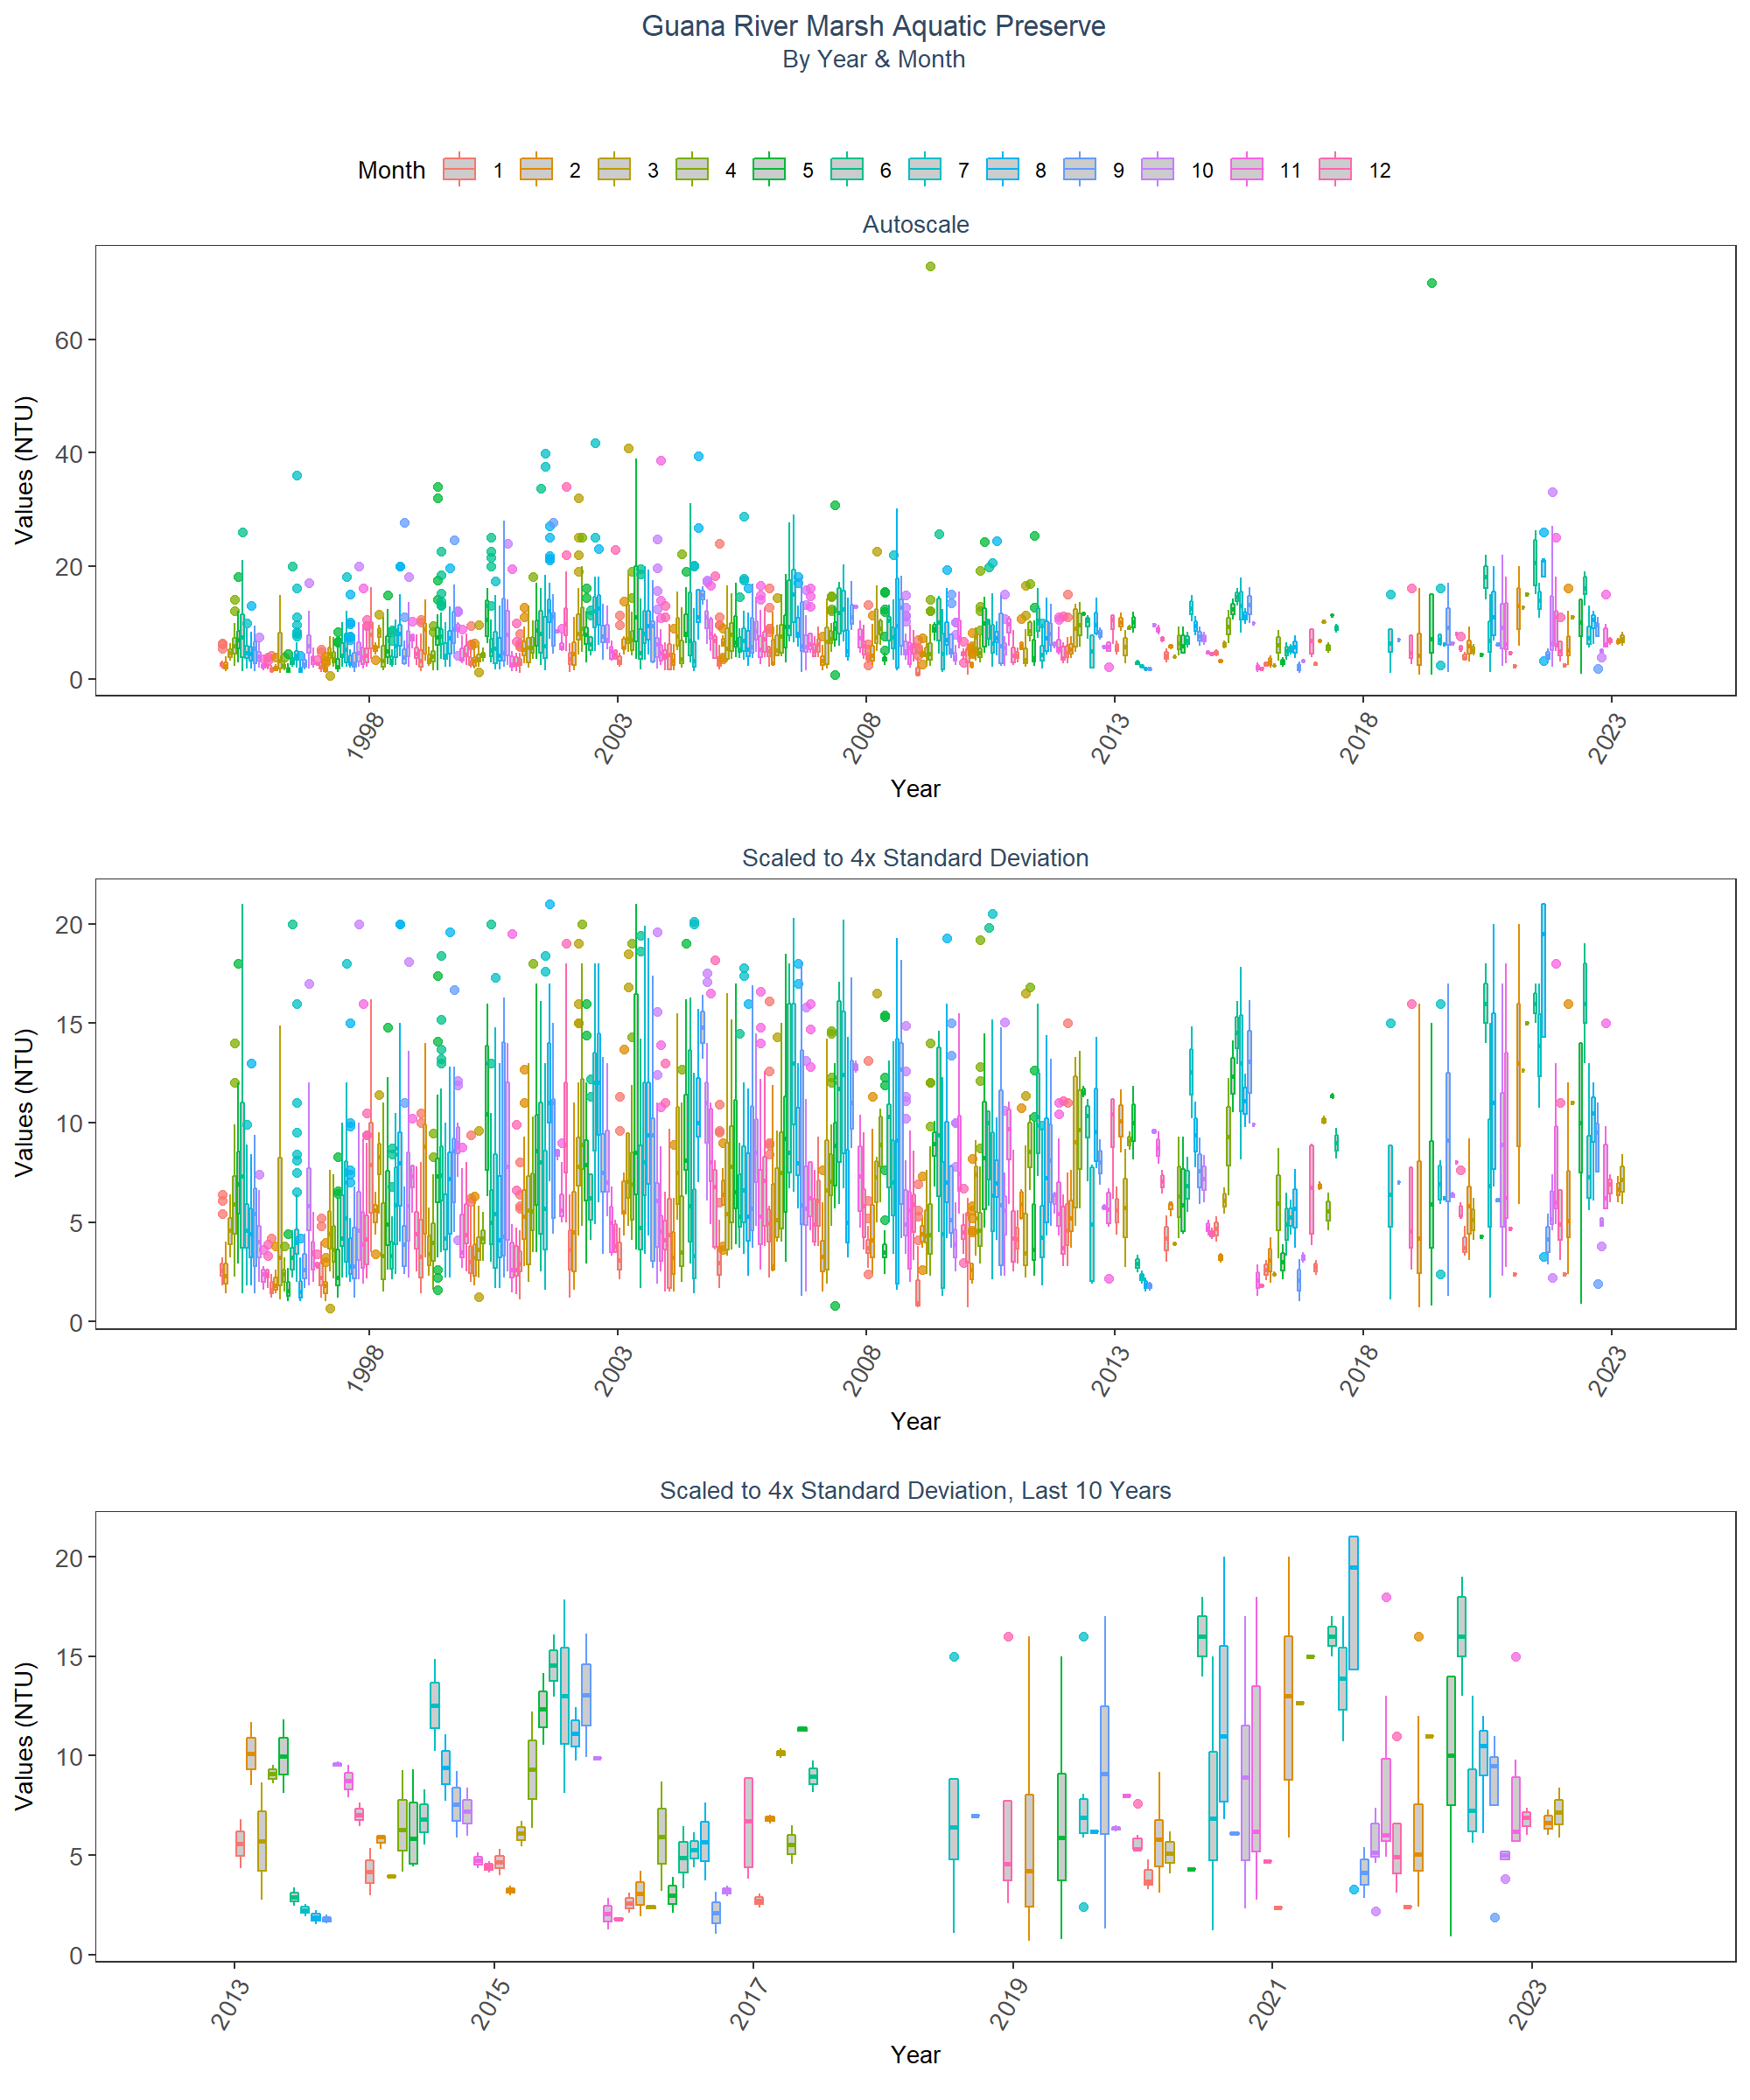 Guana River Marsh Aquatic Preserve
By Year & Month
Month 1 2 3 4 5 6 7 8 9 10 11 12
Autoscale
Values (NTU)
60
40
20
0
1998 2003 2008 2013 2018 2023
Year
Scaled to 4x Standard Deviation
Values (NTU)
20
15
10
5
0
1998 2003 2008 2013 2018 2023
Year
Scaled to 4x Standard Deviation, Last 10 Years
Values (NTU)
20
15
10
5
0
2013 2015 2017 2019 2021 2023
Year